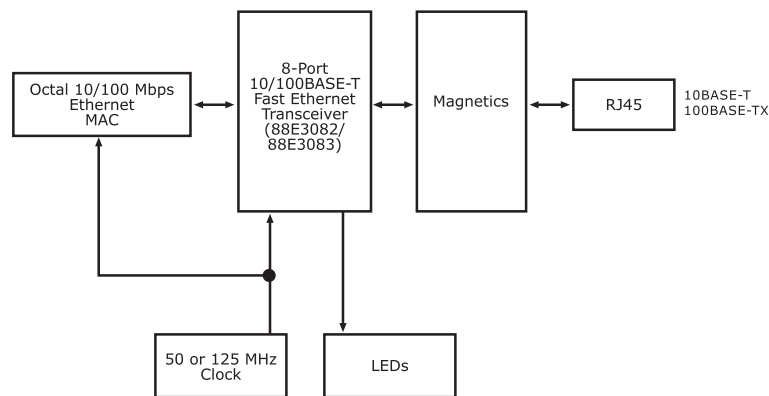 Octal 10/100 Mbps
Ethernet
MAC
8-Port
10/100BASE-T
Fast Ethernet
Transceiver
(88E3082/
88E3083)
Magnetics
RJ45
10BASE-T
100BASE-TX
50 or 125 MHz
Clock
LEDs